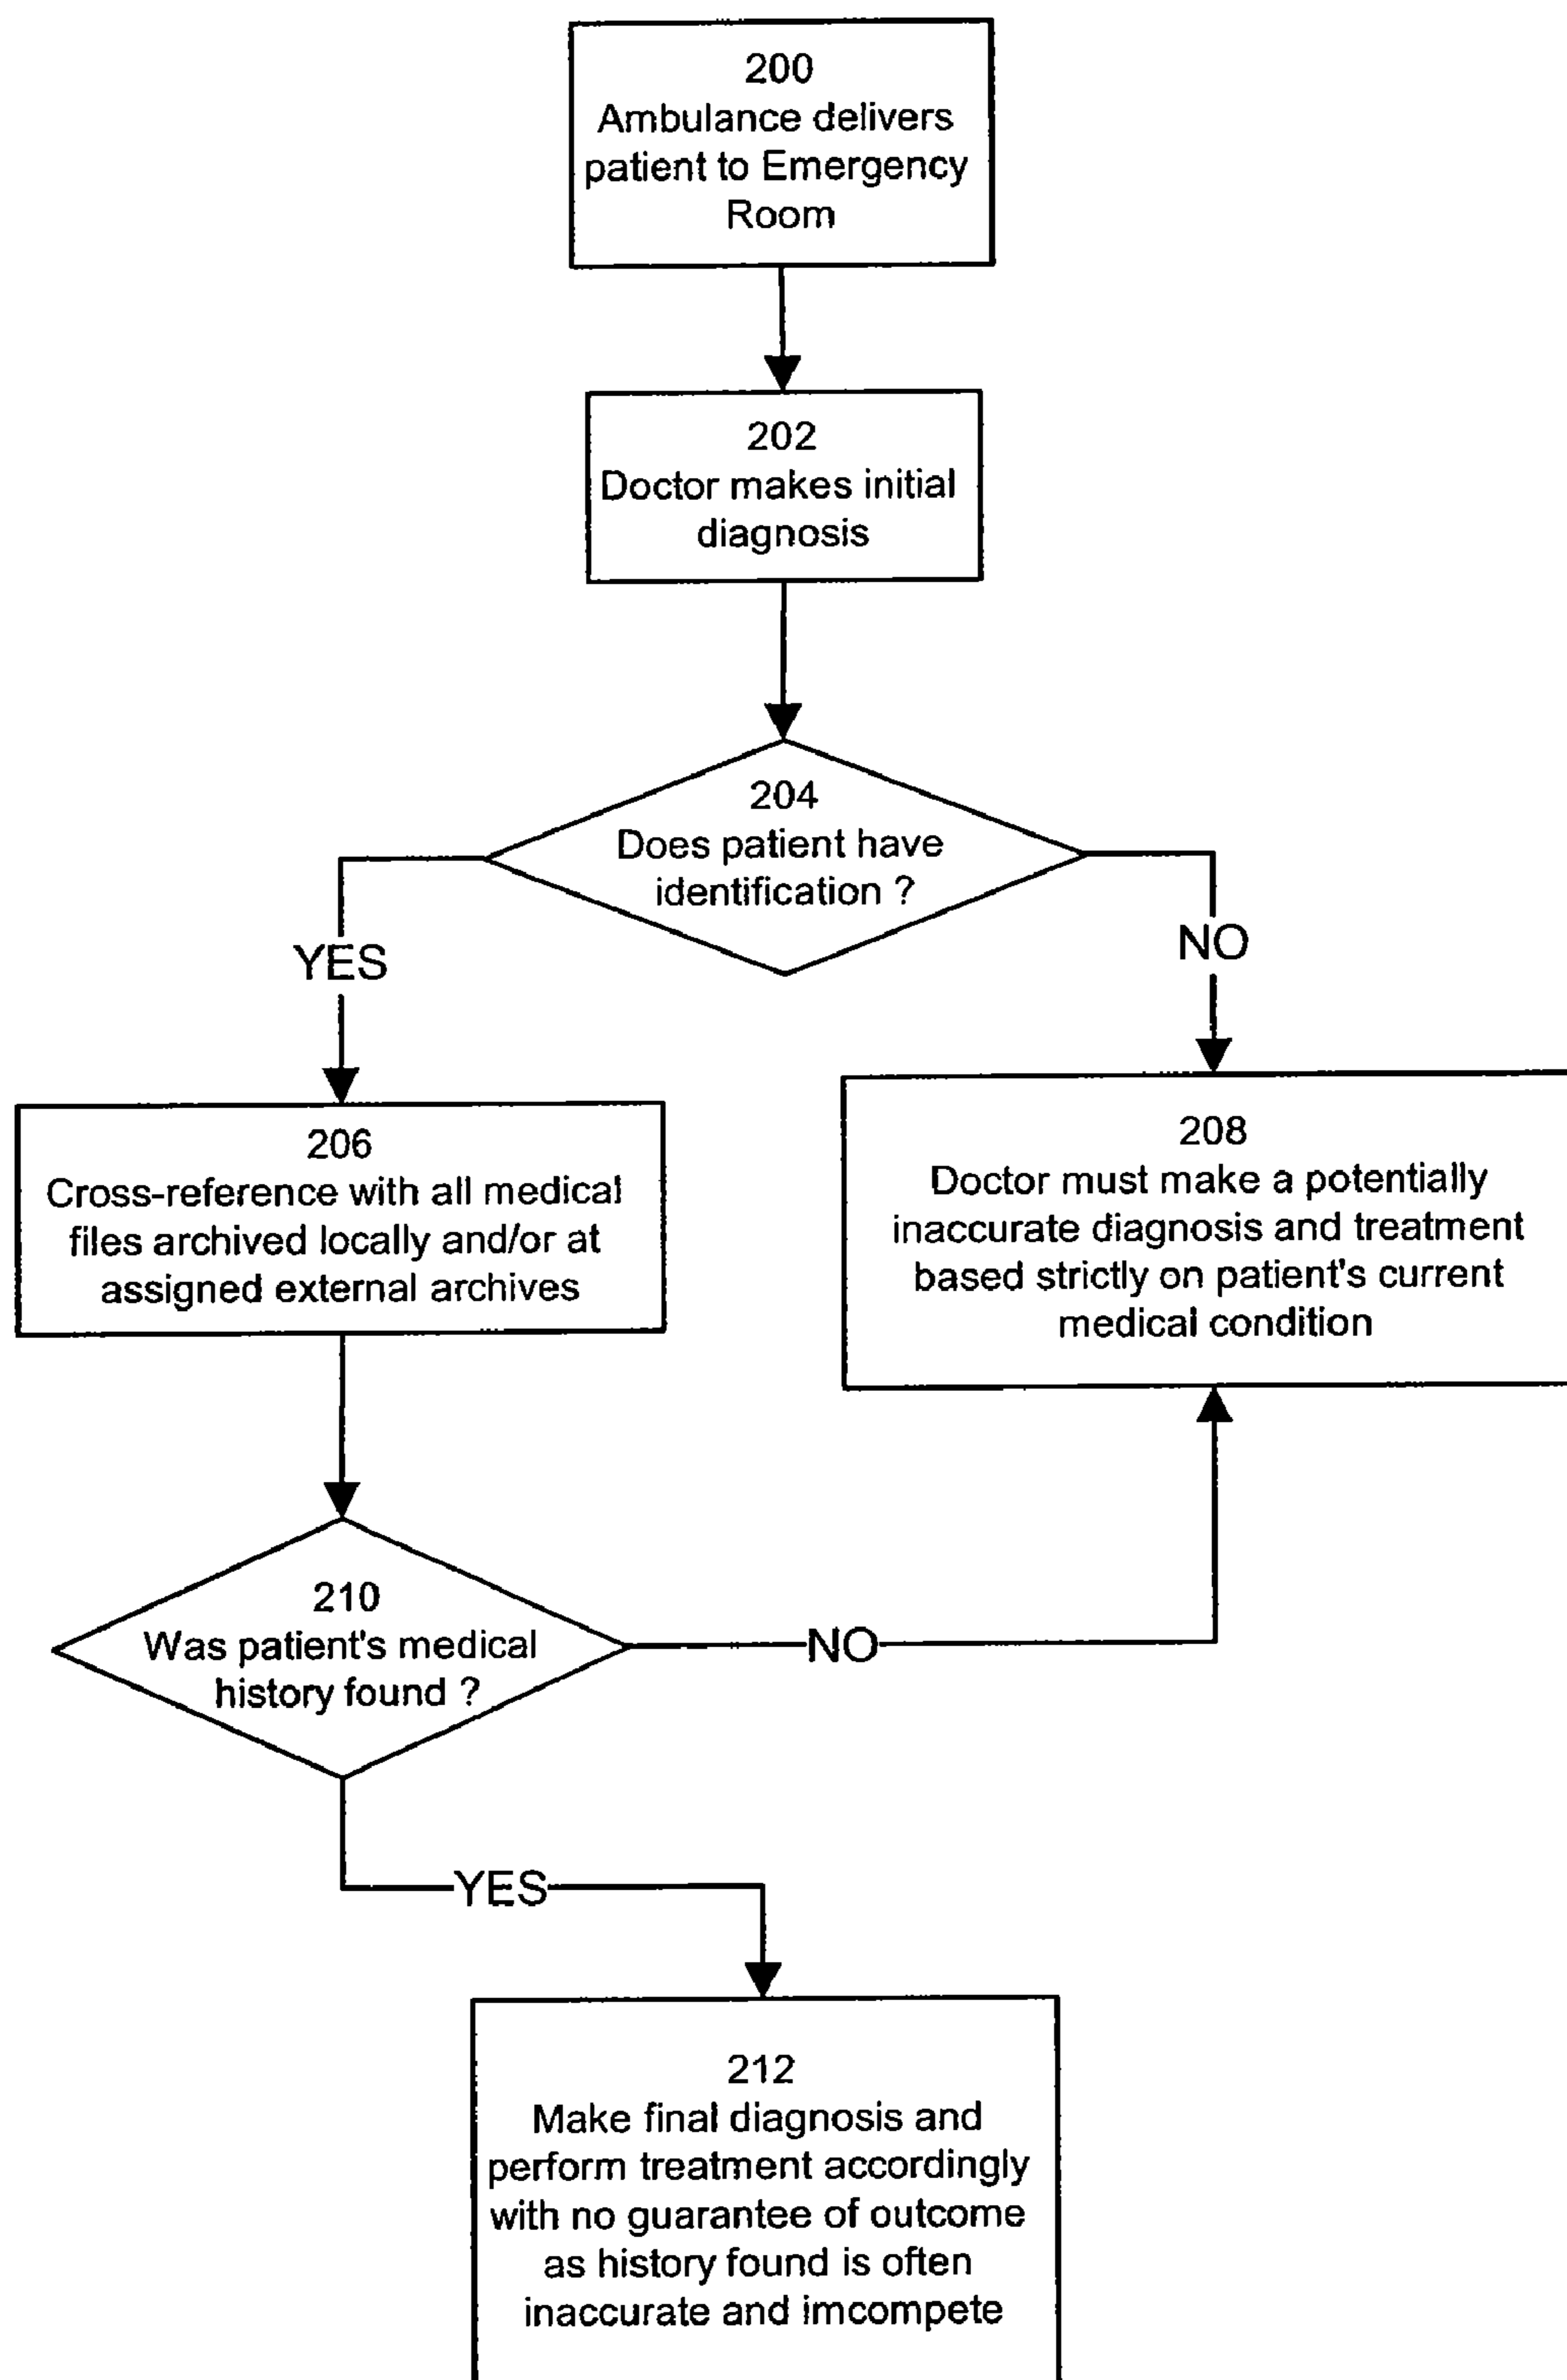 200
Ambulance delivers
patient to Emergency
Room
202
Doctor makes initial
diagnosis
204
Does patient have
identification ?
YES
NO
206
Cross-reference with all medical
files archived locally and/or at
assigned external archives
208
Doctor must make a potentially
inaccurate diagnosis and treatment
based strictly on patient's current
medical condition
210
Was patient's medical
history found ?
NO
YES
212
Make final diagnosis and
perform treatment accordingly
with no guarantee of outcome
as history found is often
inaccurate and imcompete